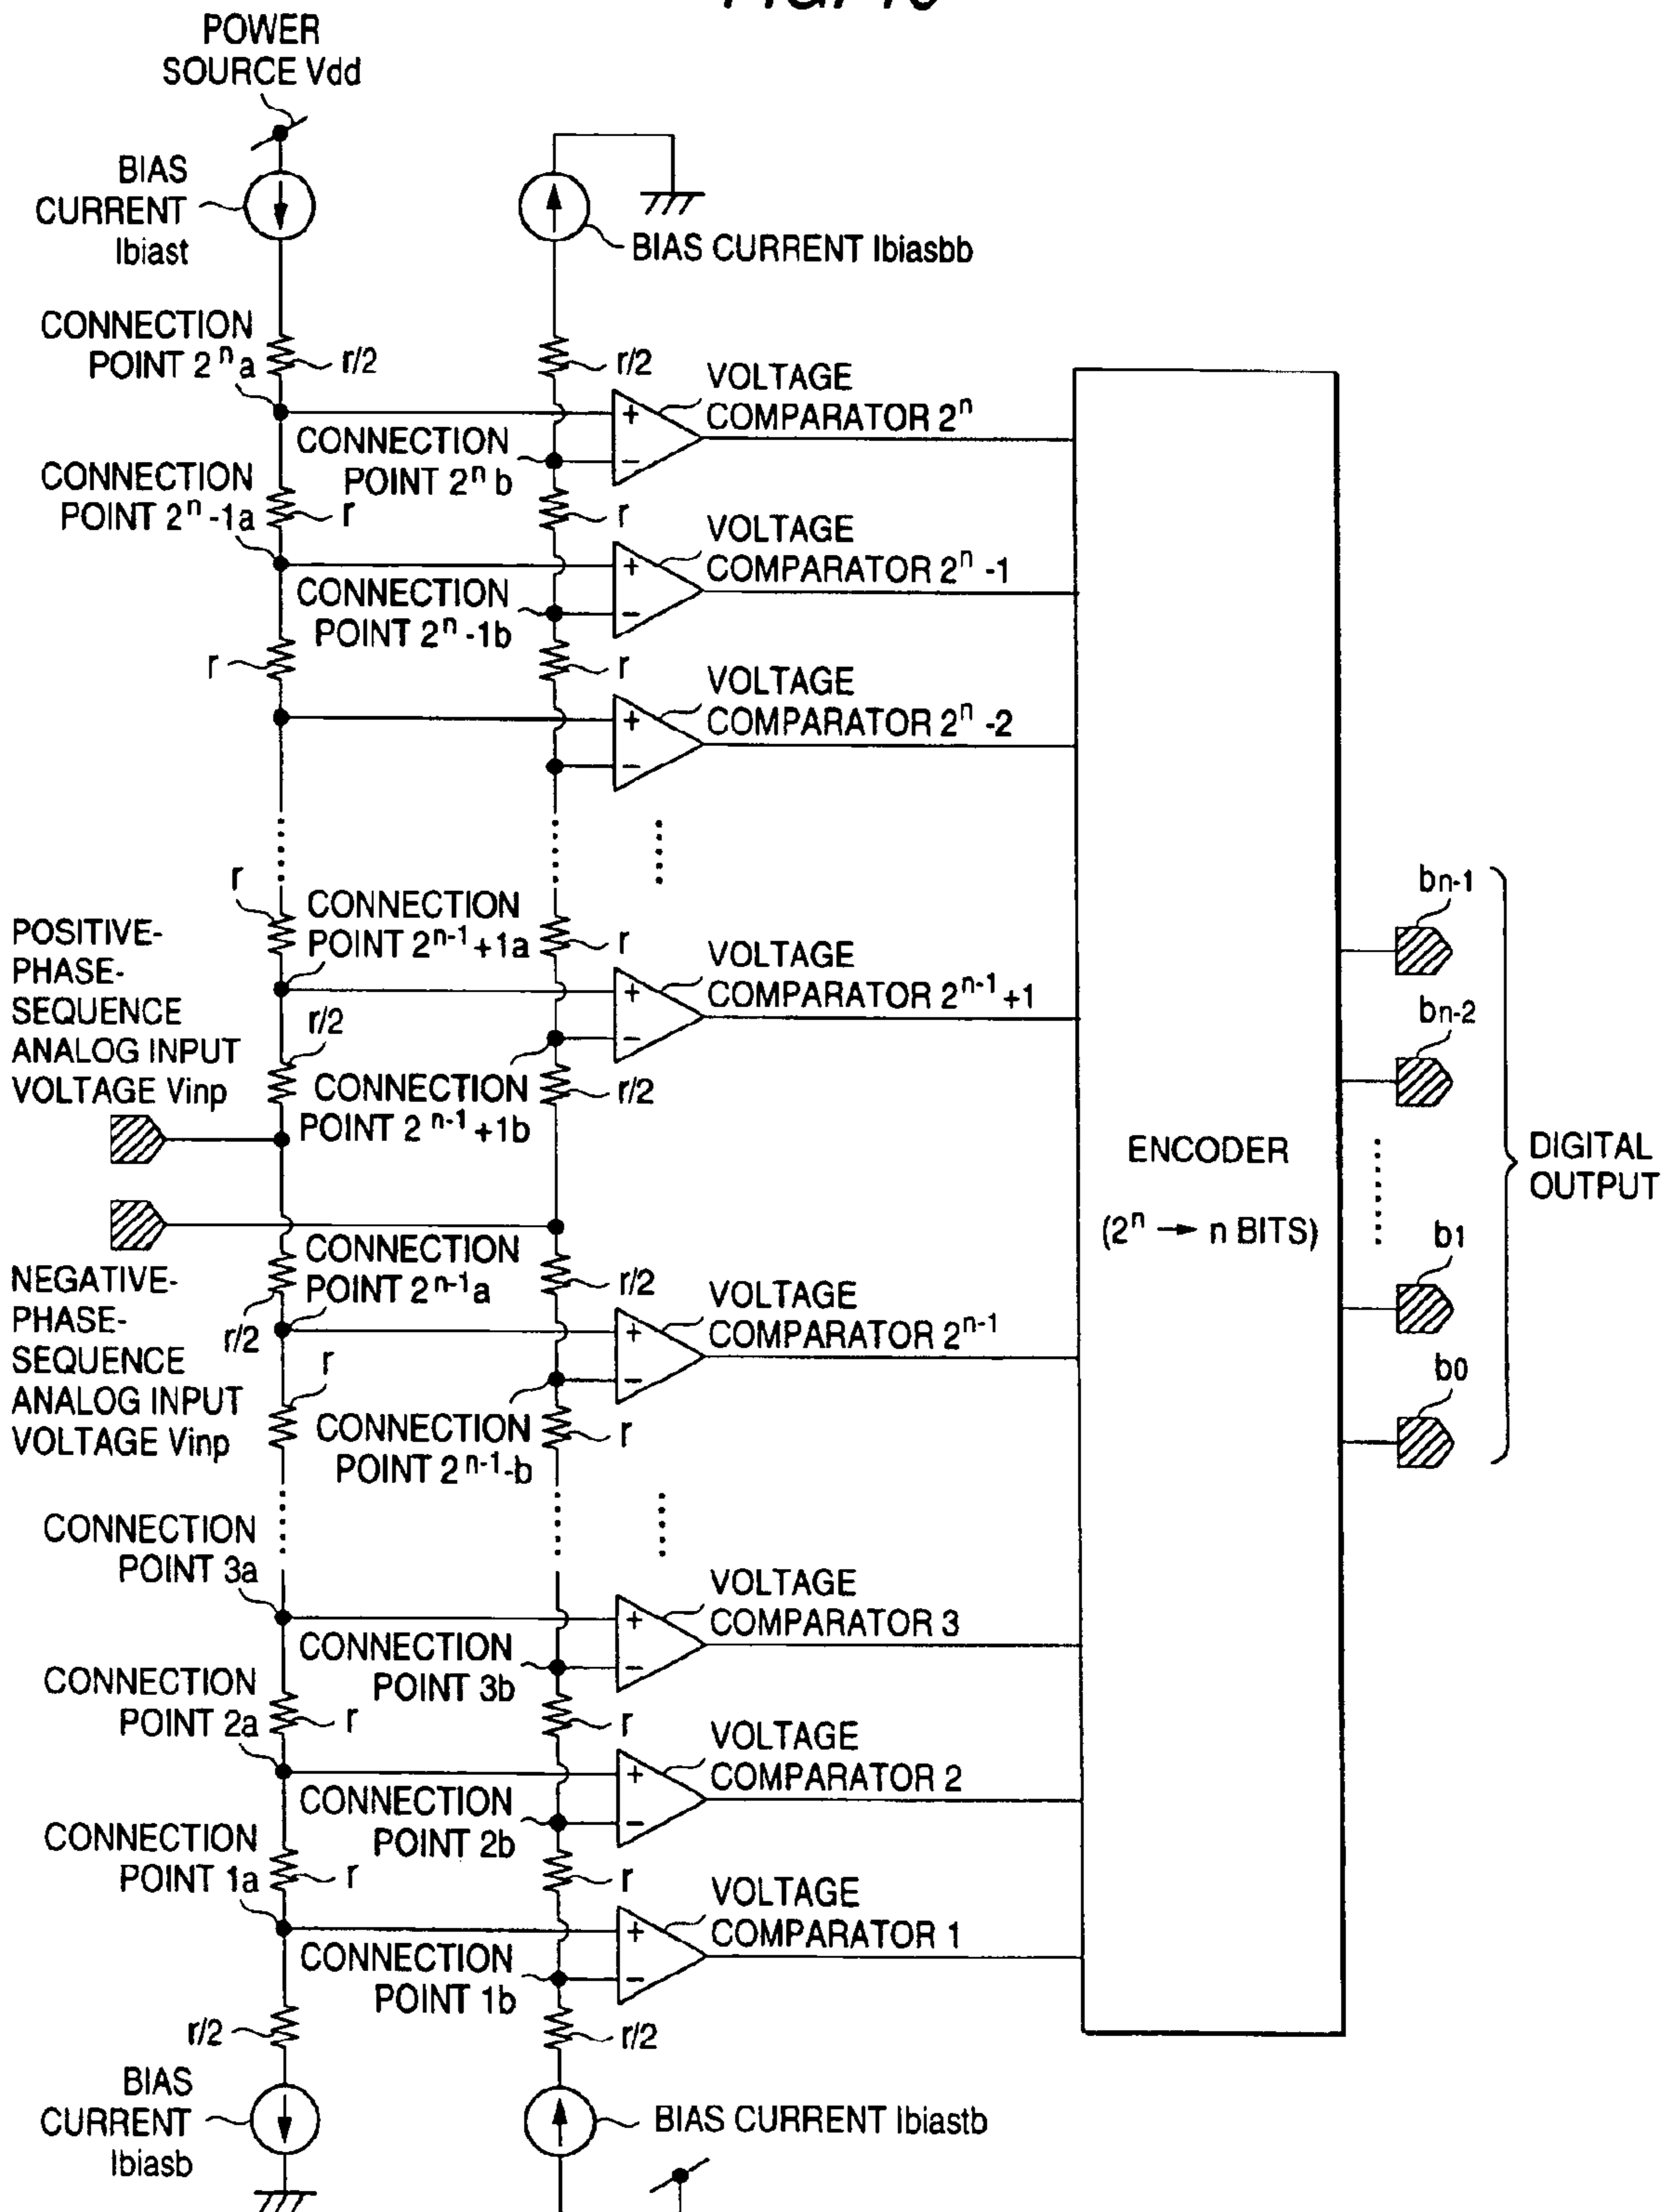 POWER
SOURCE Vdd
BIAS
CURRENT
Ibiast
BIAS CURRENT Ibiasbb
CONNECTION
POINT 2ⁿa
r/2
r/2
VOLTAGE
COMPARATOR 2ⁿ
+
−
CONNECTION
POINT 2ⁿb
CONNECTION
POINT 2ⁿ-1a
r
r
VOLTAGE
COMPARATOR 2ⁿ-1
+
−
CONNECTION
POINT 2ⁿ-1b
r
r
VOLTAGE
COMPARATOR 2ⁿ-2
+
−
r
CONNECTION
POINT 2ⁿ⁻¹+1a
r
VOLTAGE
COMPARATOR 2ⁿ⁻¹+1
+
−
POSITIVE-
PHASE-
SEQUENCE
ANALOG INPUT
VOLTAGE Vinp
r/2
CONNECTION
POINT 2ⁿ⁻¹+1b
r/2
NEGATIVE-
PHASE-
SEQUENCE
ANALOG INPUT
VOLTAGE Vinp
CONNECTION
POINT 2ⁿ⁻¹a
r/2
r/2
VOLTAGE
COMPARATOR 2ⁿ⁻¹
+
−
r
CONNECTION
POINT 2ⁿ⁻¹-b
r
CONNECTION
POINT 3a
VOLTAGE
COMPARATOR 3
+
−
CONNECTION
POINT 3b
CONNECTION
POINT 2a
r
r
VOLTAGE
COMPARATOR 2
+
−
CONNECTION
POINT 2b
CONNECTION
POINT 1a
r
r
VOLTAGE
COMPARATOR 1
+
−
CONNECTION
POINT 1b
r/2
r/2
BIAS
CURRENT
Ibiasb
BIAS CURRENT Ibiastb
ENCODER
(2ⁿ → n BITS)
bn-1
bn-2
b1
b0
DIGITAL
OUTPUT